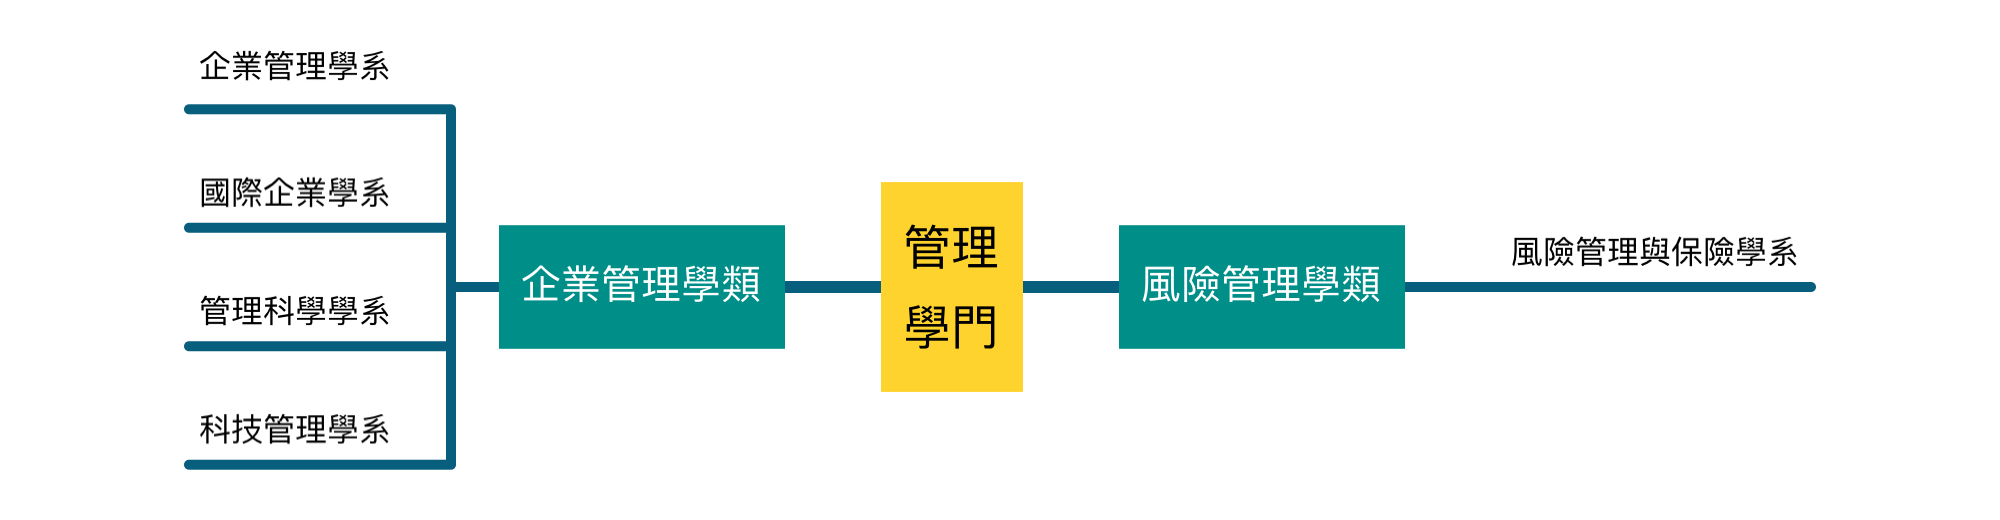 企業管理學系
國際企業學系
管理科學學系
科技管理學系
企業管理學類
管理
學門
風險管理學類
風險管理與保險學系